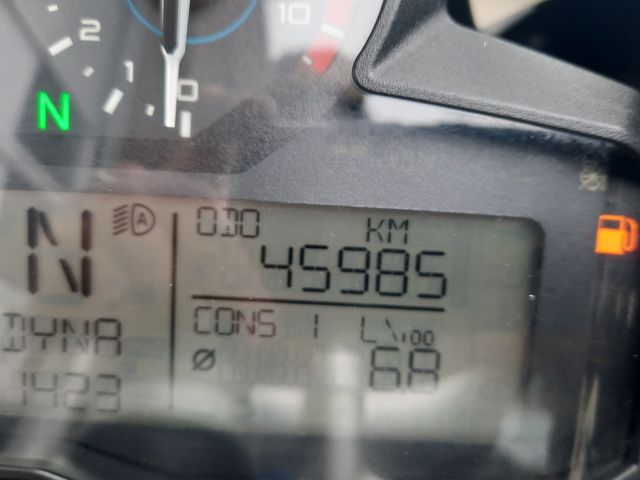 2
10
1
0
N
N A ODO KM
45985
DYNA CONS 1 L\100
1423 Ø 6.8